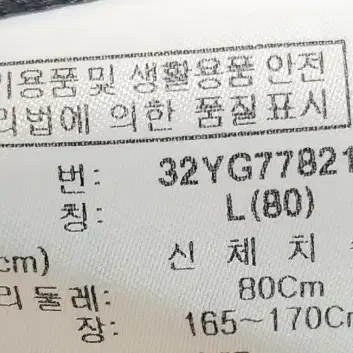 기용품및 생활용품 안전
리법에 의한 품질표시
번: 32YG77821
칭: L(80)
cm) 신 체 치
리둘레: 80Cm
장: 165~170Cm